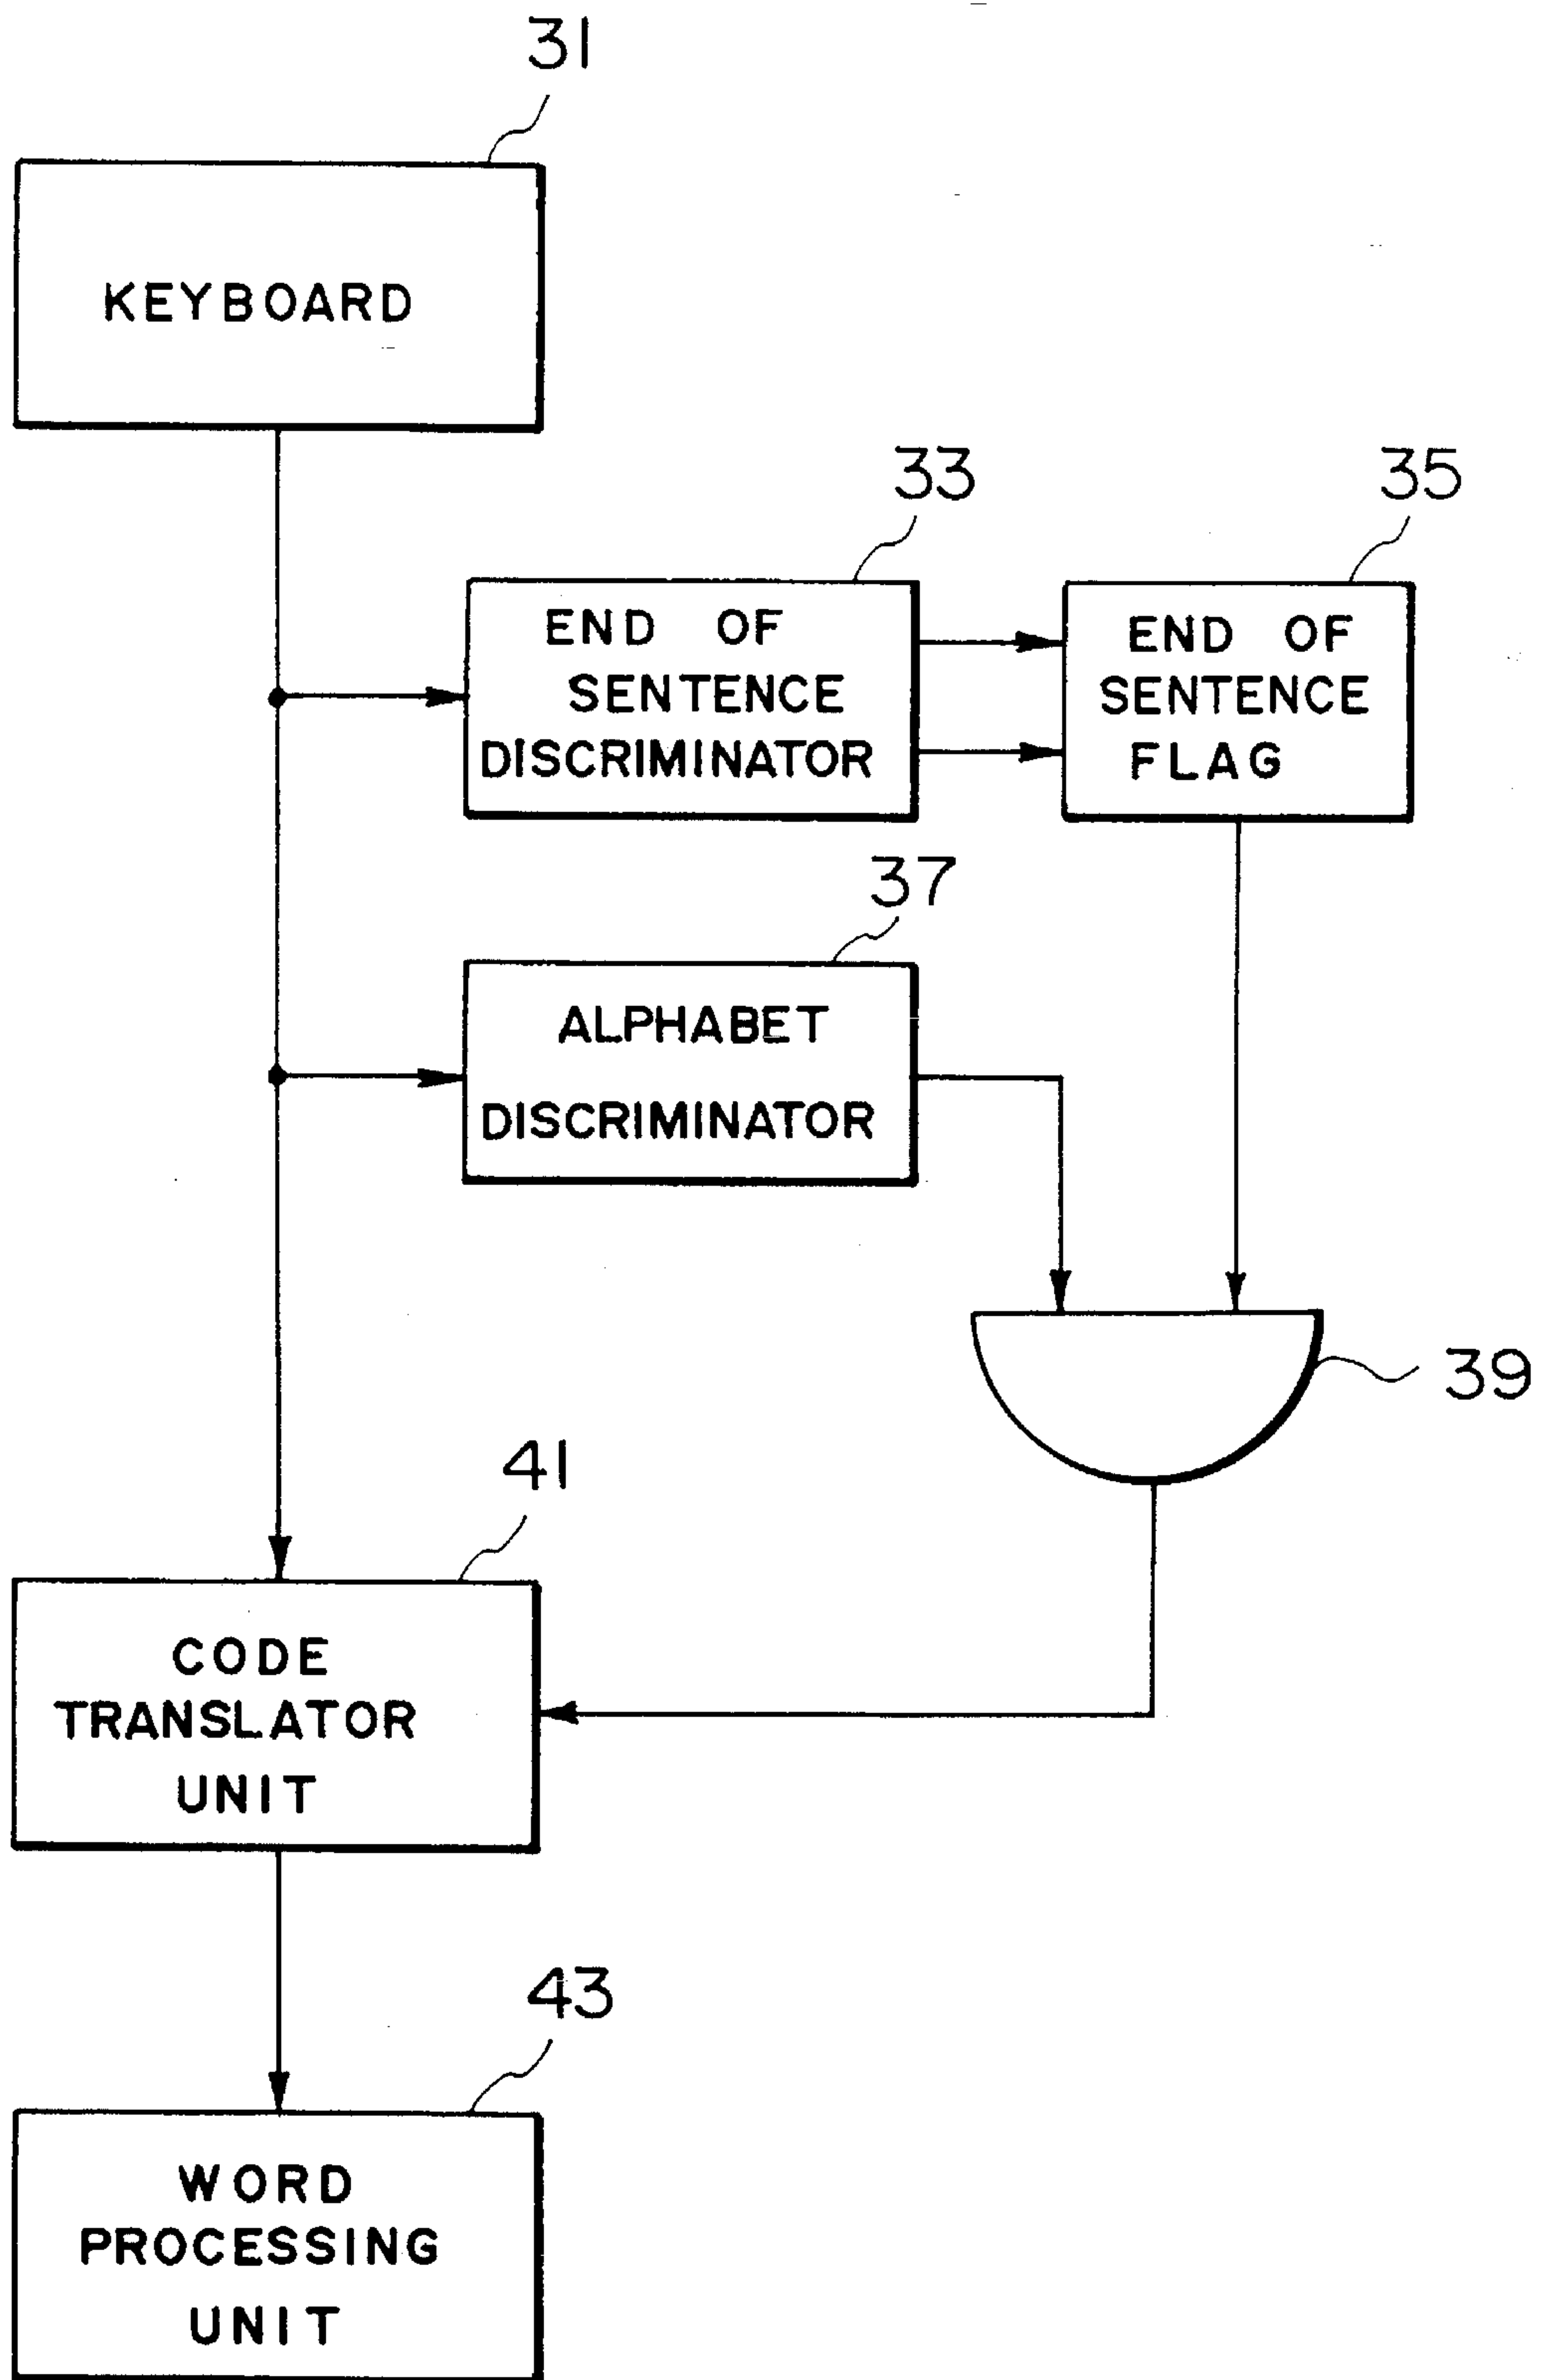 31
KEYBOARD
33
35
END OF
SENTENCE
DISCRIMINATOR
END OF
SENTENCE
FLAG
37
ALPHABET
DISCRIMINATOR
39
41
CODE
TRANSLATOR
UNIT
43
WORD
PROCESSING
UNIT